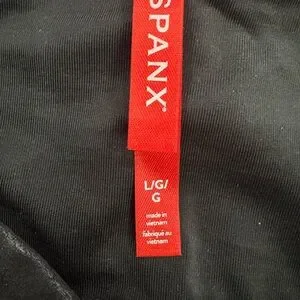 SPANX®
L/G/
G
made in
vietnam
fabriqué au
vietnam